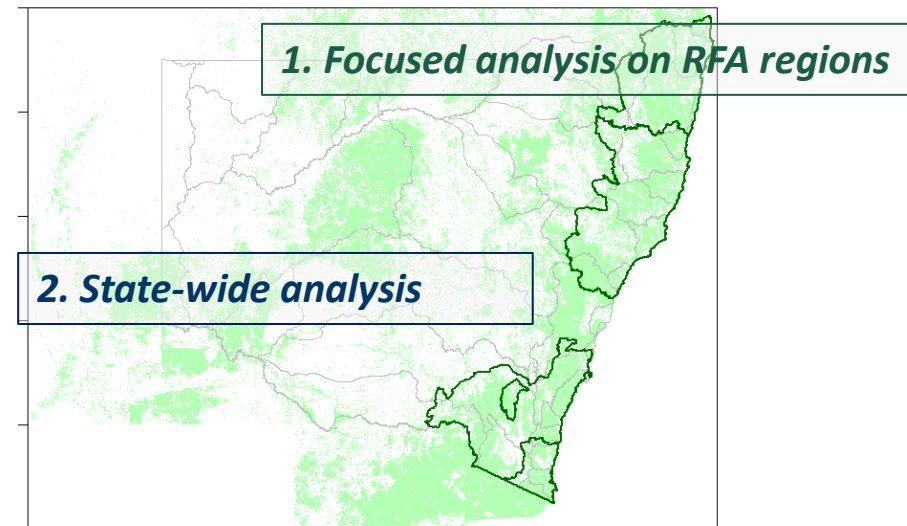 1. Focused analysis on RFA regions
2. State-wide analysis